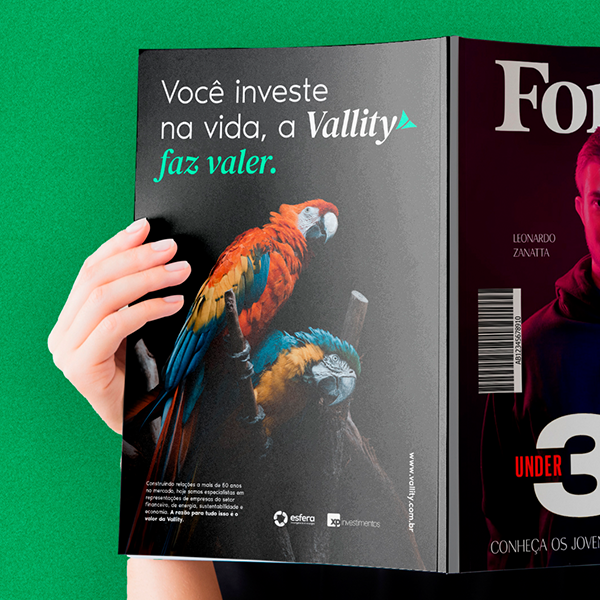 Você investe
na vida, a Vallity
faz valer.
Construindo relações a mais de 50 anos
no mercado, hoje somos especialistas em
representações de empresas do setor
financeiro, de energia, sustentabilidade e
economia. A razão para tudo isso é o
valor da Vallity.
esfera
xp investimentos
www.vallity.com.br
For
LEONARDO
ZANATTA
AB12345678910
UNDER 3
CONHEÇA OS JOVEN